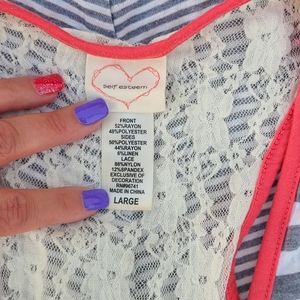 Self esteem
FRONT
52%RAYON
48%POLYESTER
SIDES
50%POLYESTER
44%RAYON
6%LINEN
LACE
88%NYLON
12%SPANDEX
EXCLUSIVE OF
DECORATION
RN#96741
MADE IN CHINA
LARGE